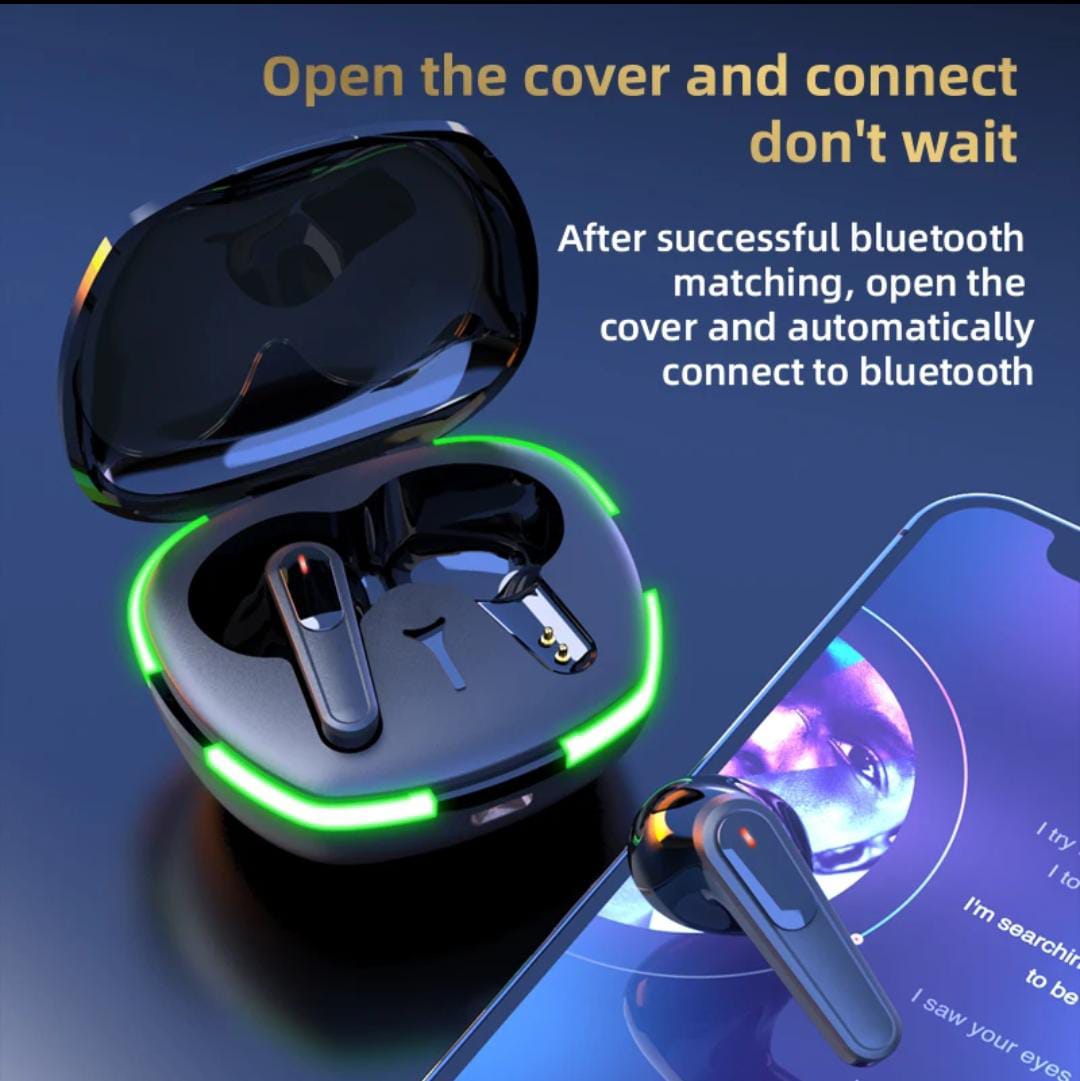 Open the cover and connect
don't wait
After successful bluetooth
matching, open the
cover and automatically
connect to bluetooth
I try
I to
I'm searchin
to be
I saw your eyes